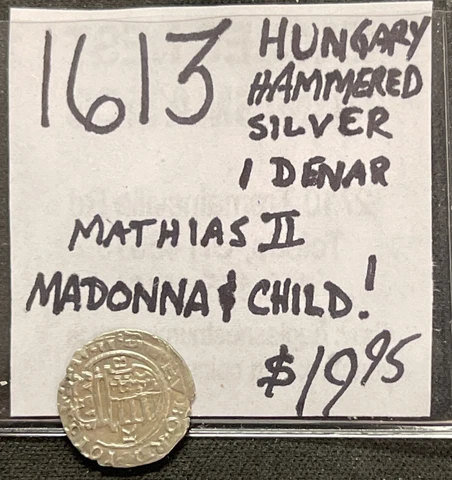 1613 HUNGARY
HAMMERED
SILVER
1 DENAR
MATHIAS II
MADONNA & CHILD!
$19.95